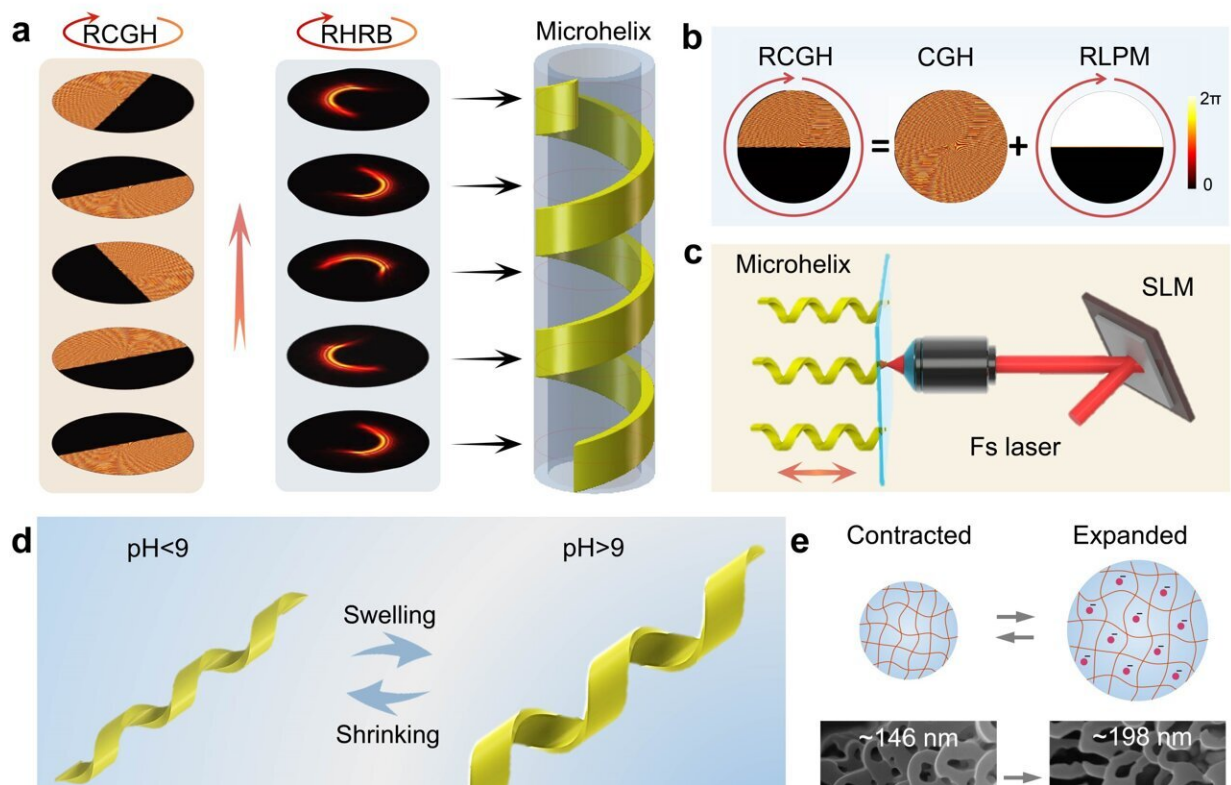 a
RCGH
RHRB
Microhelix
b
RCGH
CGH
RLPM
=
+
2π
0
c
Microhelix
SLM
Fs laser
d
pH<9
pH>9
Swelling
Shrinking
e
Contracted
Expanded
- - - - - - - -
~146 nm
~198 nm